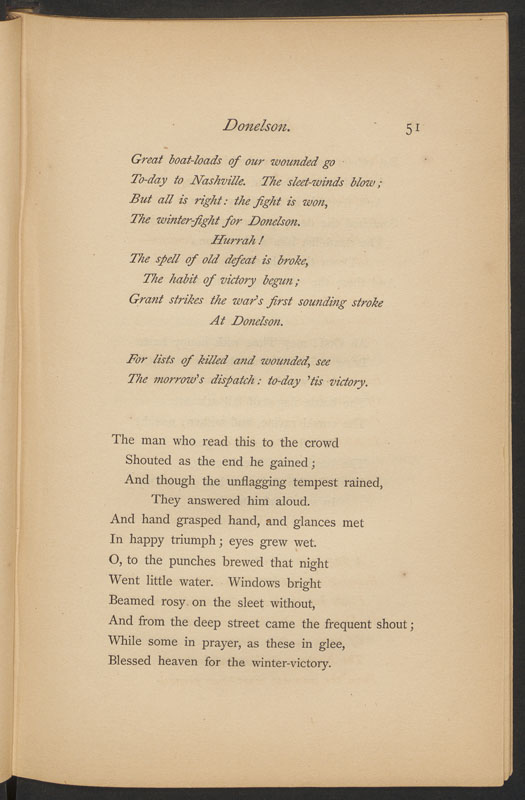 Donelson. 51
Great boat-loads of our wounded go
To-day to Nashville. The sleet-winds blow;
But all is right: the fight is won,
The winter-fight for Donelson.
Hurrah!
The spell of old defeat is broke,
The habit of victory begun;
Grant strikes the war's first sounding stroke
At Donelson.
For lists of killed and wounded, see
The morrow's dispatch: to-day 'tis victory.
The man who read this to the crowd
Shouted as the end he gained;
And though the unflagging tempest rained,
They answered him aloud.
And hand grasped hand, and glances met
In happy triumph; eyes grew wet.
O, to the punches brewed that night
Went little water. Windows bright
Beamed rosy on the sleet without,
And from the deep street came the frequent shout;
While some in prayer, as these in glee,
Blessed heaven for the winter-victory.